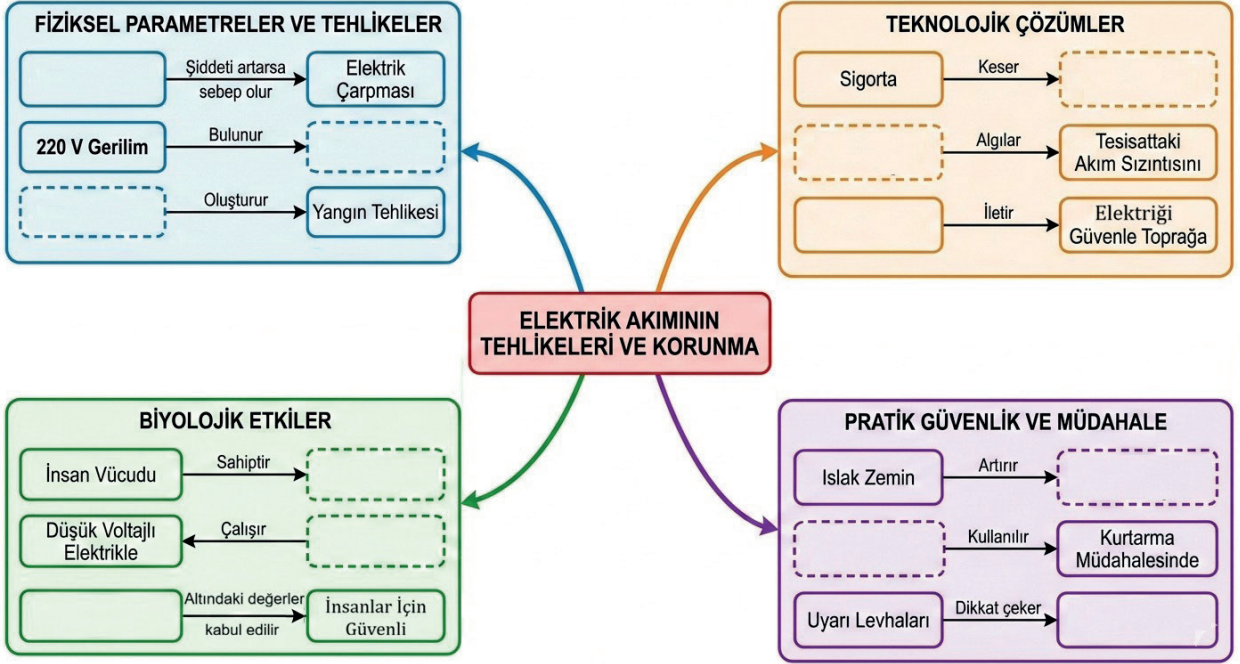 FİZİKSEL PARAMETRELER VE TEHLİKELER
Şiddeti artarsa
sebep olur
Elektrik
Çarpması
220 V Gerilim
Bulunur
Oluşturur
Yangın Tehlikesi
TEKNOLOJİK ÇÖZÜMLER
Sigorta
Keser
Algılar
Tesisattaki
Akım Sızıntısını
İletir
Elektriği
Güvenle Toprağa
ELEKTRİK AKIMININ
TEHLİKELERİ VE KORUNMA
BİYOLOJİK ETKİLER
İnsan Vücudu
Sahiptir
Düşük Voltajlı
Elektrikle
Çalışır
Altındaki değerler
kabul edilir
İnsanlar İçin
Güvenli
PRATİK GÜVENLİK VE MÜDAHALE
Islak Zemin
Artırır
Kullanılır
Kurtarma
Müdahalesinde
Uyarı Levhaları
Dikkat çeker